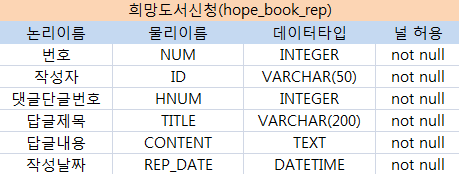 희망도서신청(hope_book_rep)
논리이름 물리이름 데이터타입 널 허용
번호 NUM INTEGER not null
작성자 ID VARCHAR(50) not null
댓글단글번호 HNUM INTEGER not null
답글제목 TITLE VARCHAR(200) not null
답글내용 CONTENT TEXT not null
작성날짜 REP_DATE DATETIME not null